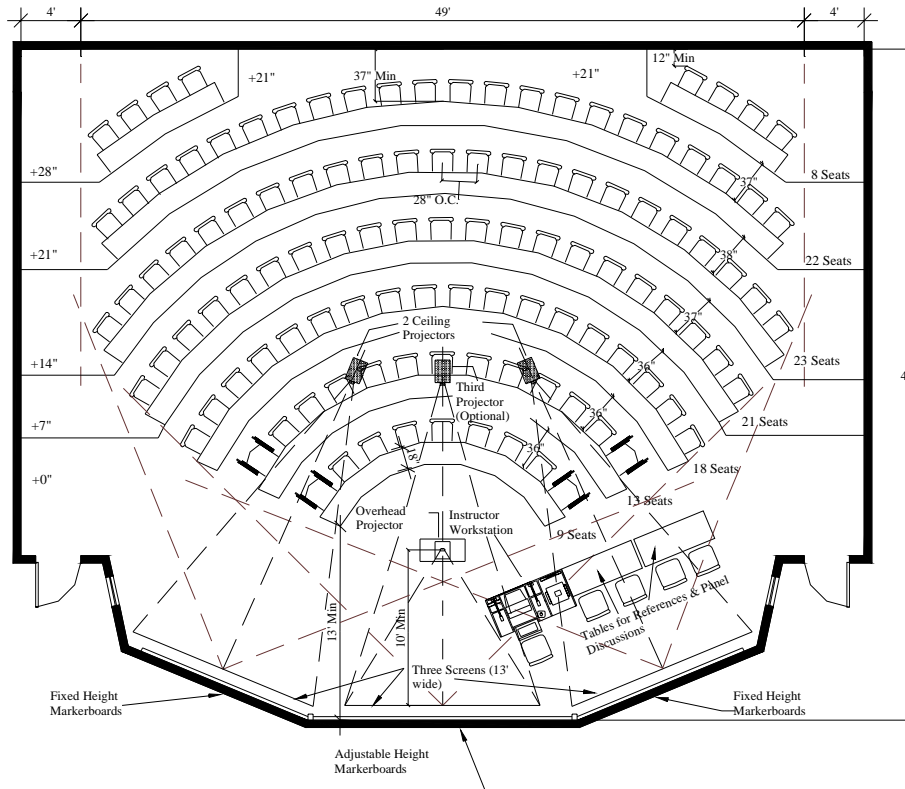 4'
49'
4'
+21"
37" Min
+21"
12" Min
+28"
8 Seats
37"
28" O.C.
+21"
38"
22 Seats
2 Ceiling
Projectors
37"
+14"
36"
23 Seats
Third
Projector
(Optional)
+7"
36"
21 Seats
36"
18"
+0"
18 Seats
13 Seats
Overhead
Projector
Instructor
Workstation
9 Seats
13' Min
10' Min
Tables for References & Panel
Discussions
Three Screens (13'
wide)
Fixed Height
Markerboards
Fixed Height
Markerboards
Adjustable Height
Markerboards